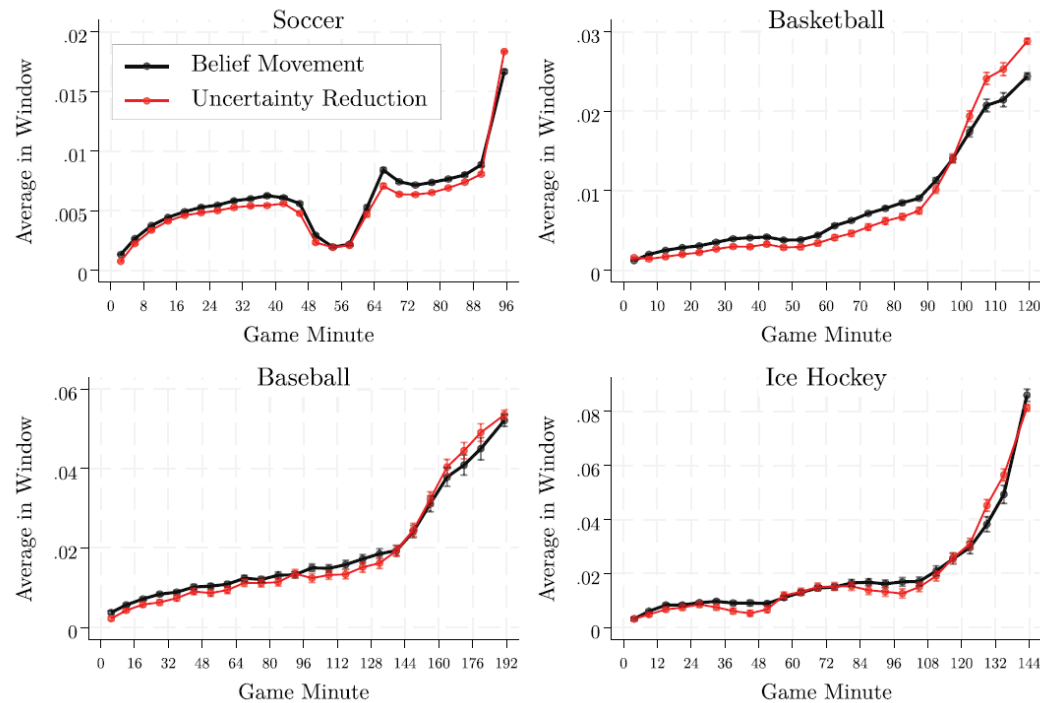 Soccer
Average in Window
.02
.015
.01
.005
0
Belief Movement
Uncertainty Reduction
0 8 16 24 32 40 48 56 64 72 80 88 96
Game Minute
Basketball
Average in Window
.03
.02
.01
0
0 10 20 30 40 50 60 70 80 90 100 110 120
Game Minute
Baseball
Average in Window
.06
.04
.02
0
0 16 32 48 64 80 96 112 128 144 160 176 192
Game Minute
Ice Hockey
Average in Window
.08
.06
.04
.02
0
0 12 24 36 48 60 72 84 96 108 120 132 144
Game Minute